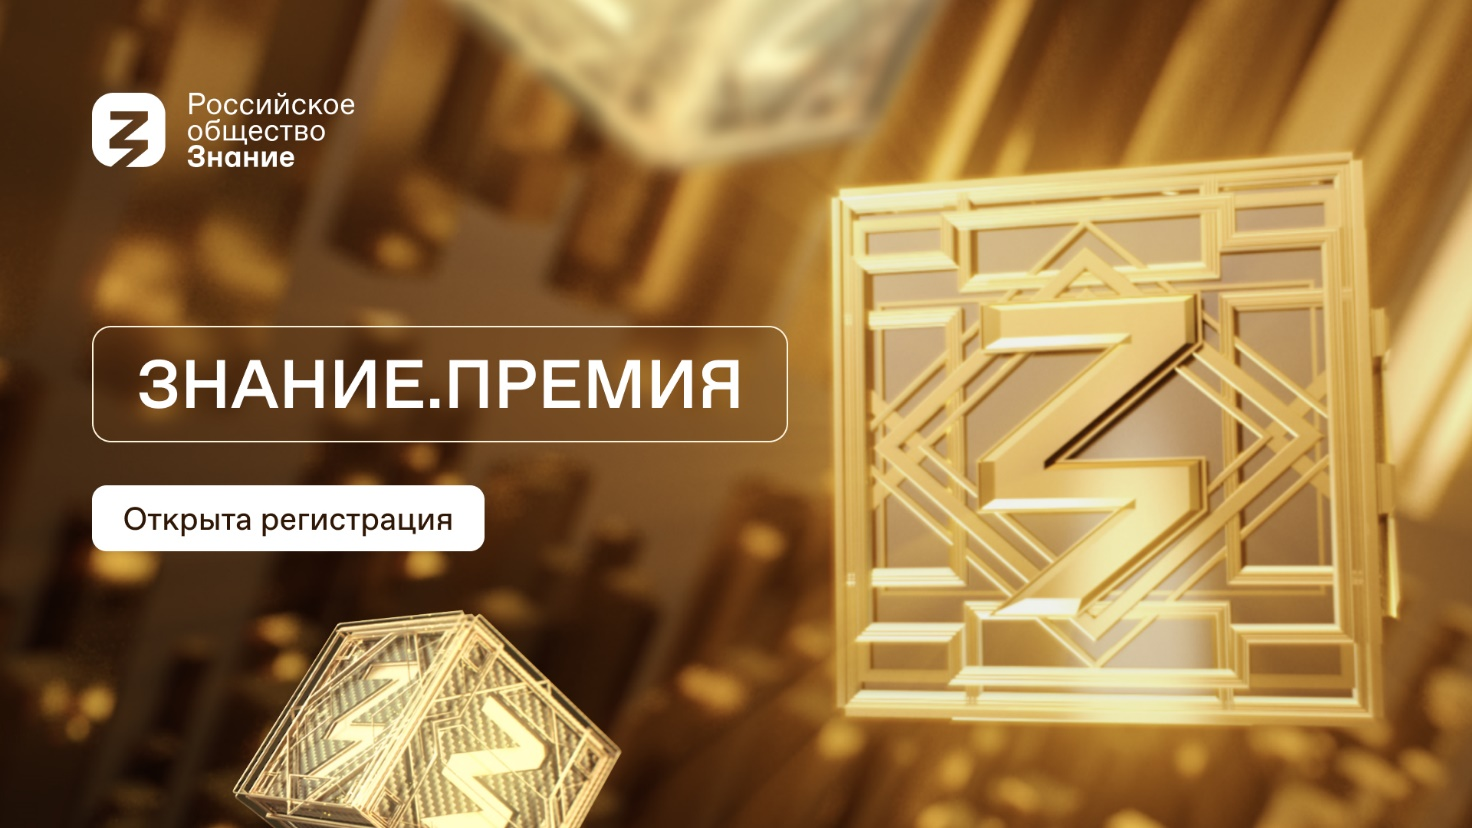 Российское
общество
Знание
ЗНАНИЕ.ПРЕМИЯ
Открыта регистрация